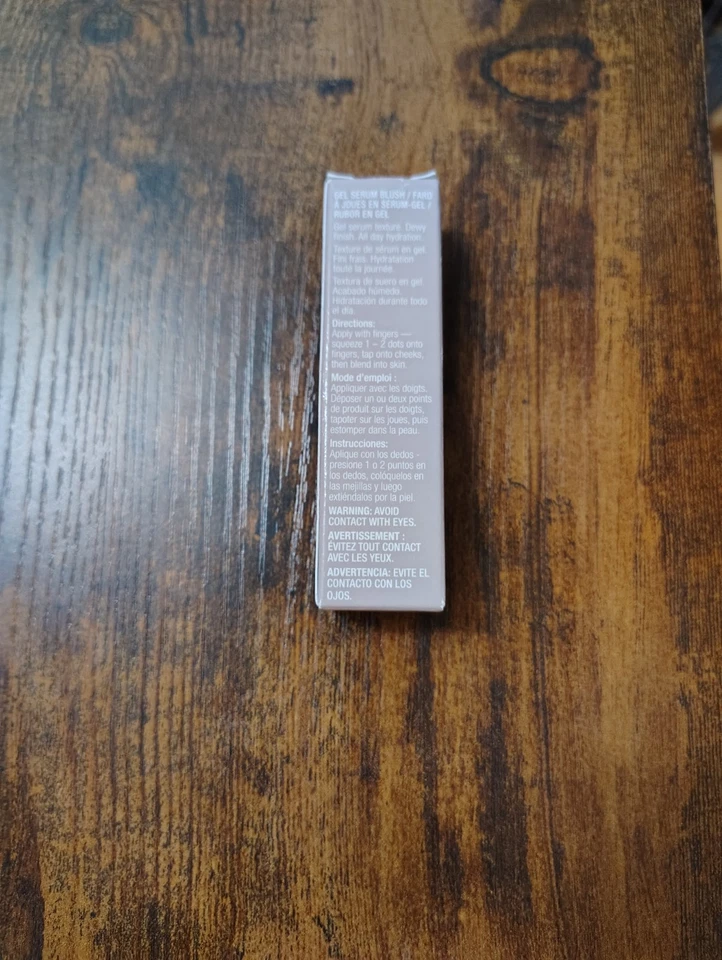 GEL SERUM BLUSH / FARD
À JOUES EN SÉRUM-GEL /
RUBOR EN GEL
Gel serum texture. Dewy
finish. All day hydration.
Texture de sérum en gel.
Fini frais. Hydratation
toute la journée.
Textura de suero en gel.
Acabado húmedo.
Hidratación durante todo
el día.
Directions:
Apply with fingers —
squeeze 1 – 2 dots onto
fingers, tap onto cheeks,
then blend into skin.
Mode d'emploi :
Appliquer avec les doigts.
Déposer un ou deux points
de produit sur les doigts,
tapoter sur les joues, puis
estomper dans la peau.
Instrucciones:
Aplique con los dedos -
presione 1 o 2 puntos en
los dedos, colóquelos en
las mejillas y luego
extiéndalos por la piel.
WARNING: AVOID
CONTACT WITH EYES.
AVERTISSEMENT :
ÉVITEZ TOUT CONTACT
AVEC LES YEUX.
ADVERTENCIA: EVITE EL
CONTACTO CON LOS
OJOS.